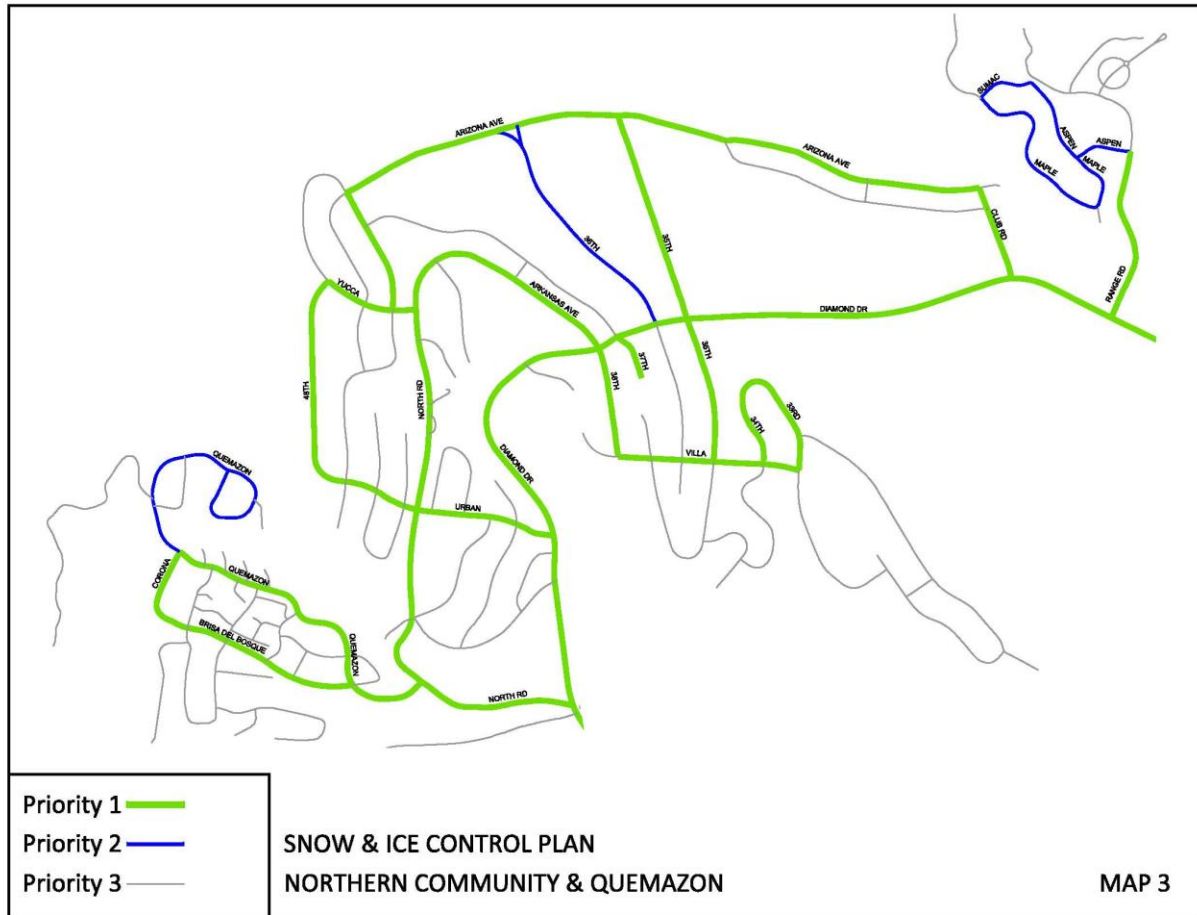 SUMAC
ASPEN
ASPEN
MAPLE
MAPLE
ARIZONA AVE
ARIZONA AVE
CLUB RD
RANGE RD
36TH
35TH
YUCCA
ARKANSAS AVE
DIAMOND DR
37TH
35TH
38TH
48TH
NORTH RD
33RD
34TH
DIAMOND DR
VILLA
QUEMAZON
URBAN
CORONA
QUEMAZON
BRISA DEL BOSQUE
QUEMAZON
NORTH RD
Priority 1
Priority 2
Priority 3
SNOW & ICE CONTROL PLAN
NORTHERN COMMUNITY & QUEMAZON
MAP 3